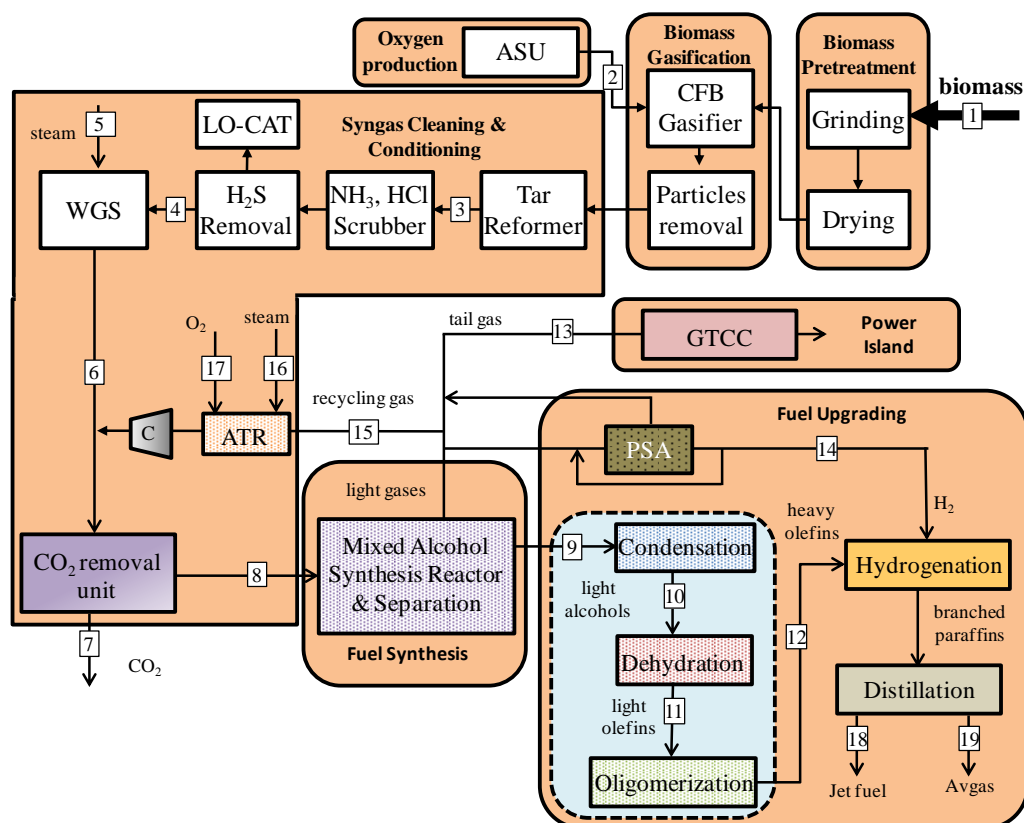 Oxygen
production
ASU
2
Biomass
Gasification
CFB
Gasifier
Particles
removal
Biomass
Pretreatment
biomass
1
Grinding
Drying
5
steam
LO-CAT
Syngas Cleaning &
Conditioning
WGS
4
H₂S
Removal
NH₃, HCl
Scrubber
3
Tar
Reformer
6
O₂
17
steam
16
C
ATR
recycling gas
15
tail gas
13
GTCC
Power
Island
Fuel Upgrading
PSA
14
H₂
light gases
Mixed Alcohol
Synthesis Reactor
& Separation
Fuel Synthesis
CO₂ removal
unit
8
7
CO₂
9
Condensation
light
alcohols
10
Dehydration
light
olefins
11
Oligomerization
12
heavy
olefins
Hydrogenation
branched
paraffins
Distillation
18
19
Jet fuel
Avgas